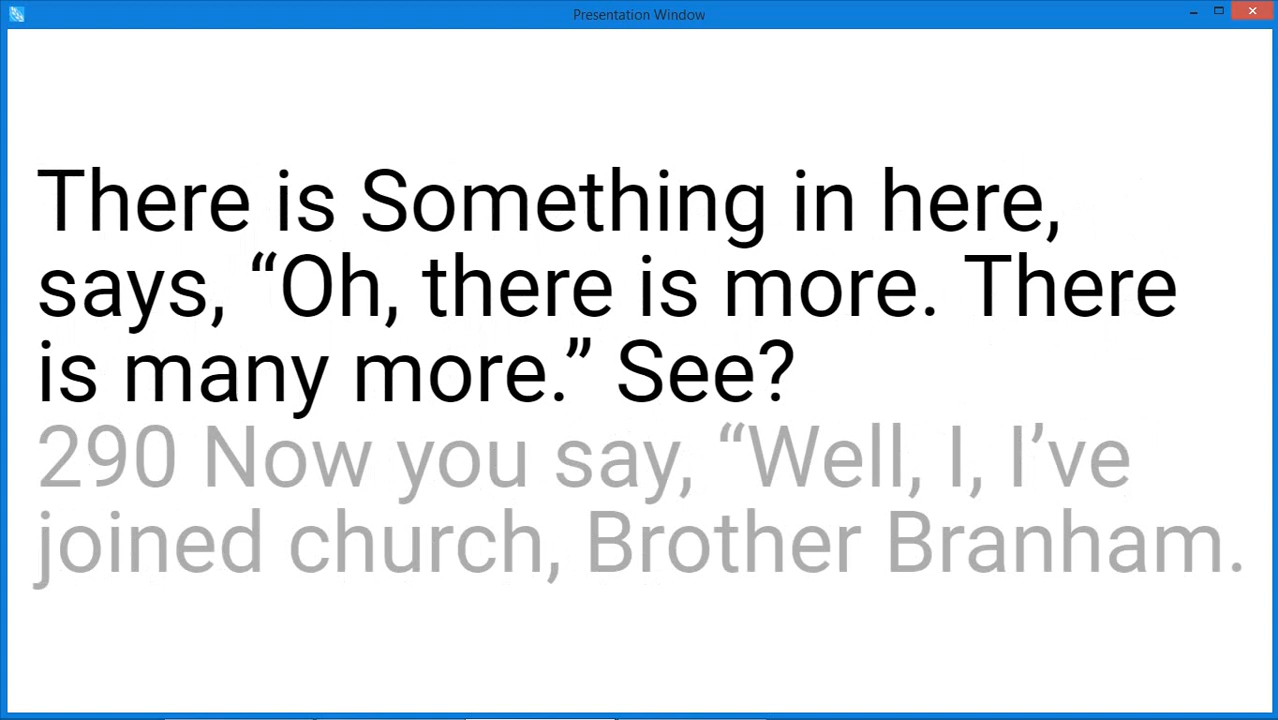 Presentation Window
There is Something in here,
says, “Oh, there is more. There
is many more.” See?
290 Now you say, “Well, I, I’ve
joined church, Brother Branham.